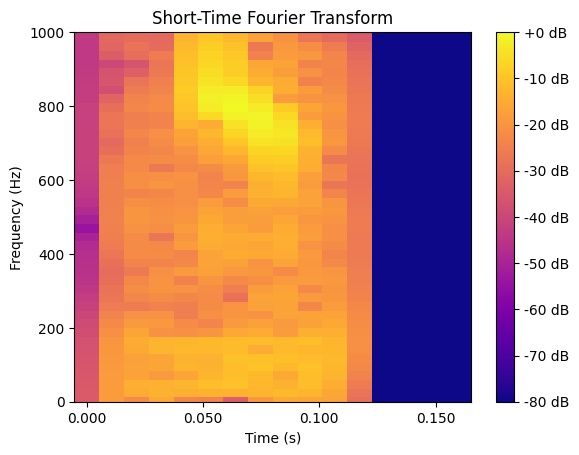 Short-Time Fourier Transform
1000
800
600
400
200
0
Frequency (Hz)
0.000
0.050
0.100
0.150
Time (s)
+0 dB
-10 dB
-20 dB
-30 dB
-40 dB
-50 dB
-60 dB
-70 dB
-80 dB